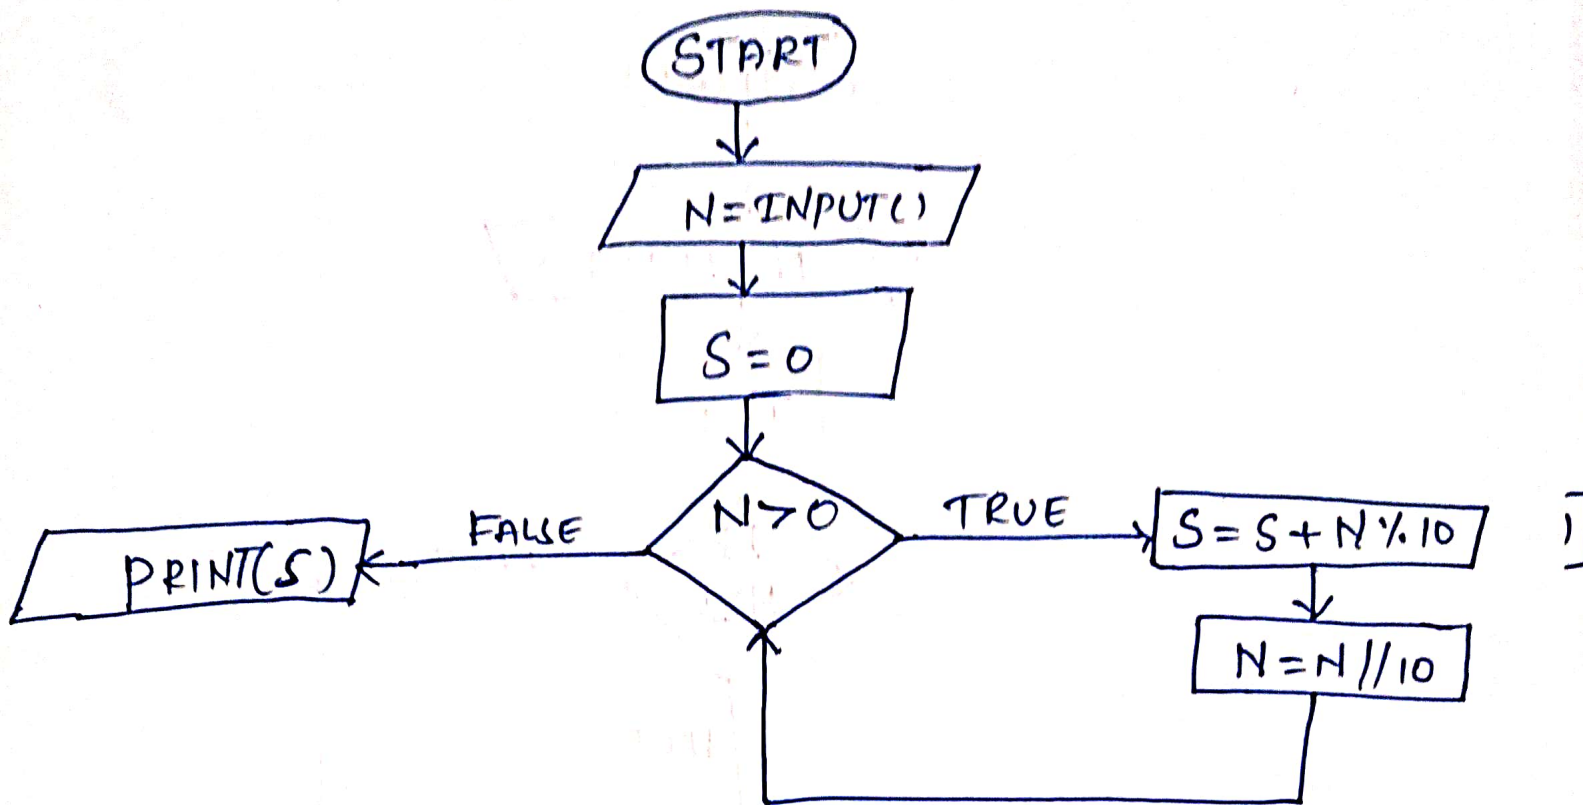 START
N=INPUT()
S=0
N>0
FALSE
TRUE
PRINT(S)
S=S+N%10
N=N//10